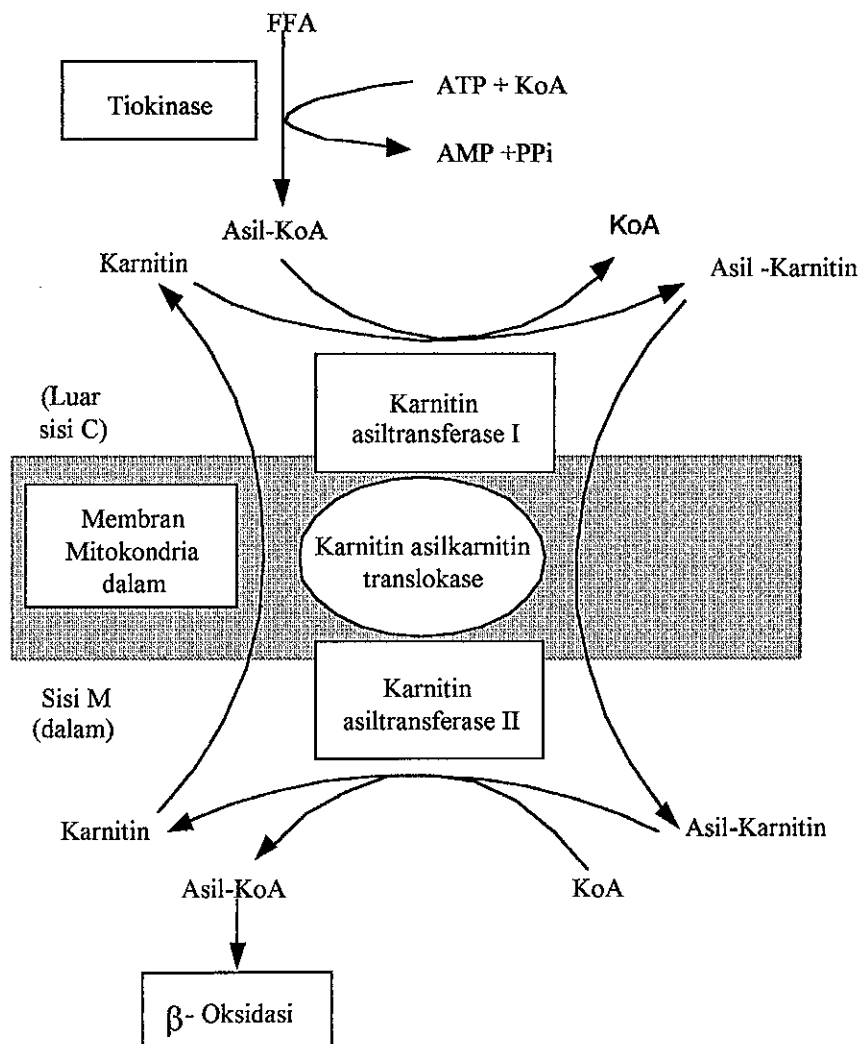 FFA
Tiokinase
ATP + KoA
AMP +PPi
Asil-KoA
KoA
Karnitin
Asil -Karnitin
(Luar
sisi C)
Karnitin
asiltransferase I
Membran
Mitokondria
dalam
Karnitin asilkarnitin
translokase
Sisi M
(dalam)
Karnitin
asiltransferase II
Karnitin
Asil-Karnitin
Asil-KoA
KoA
β- Oksidasi